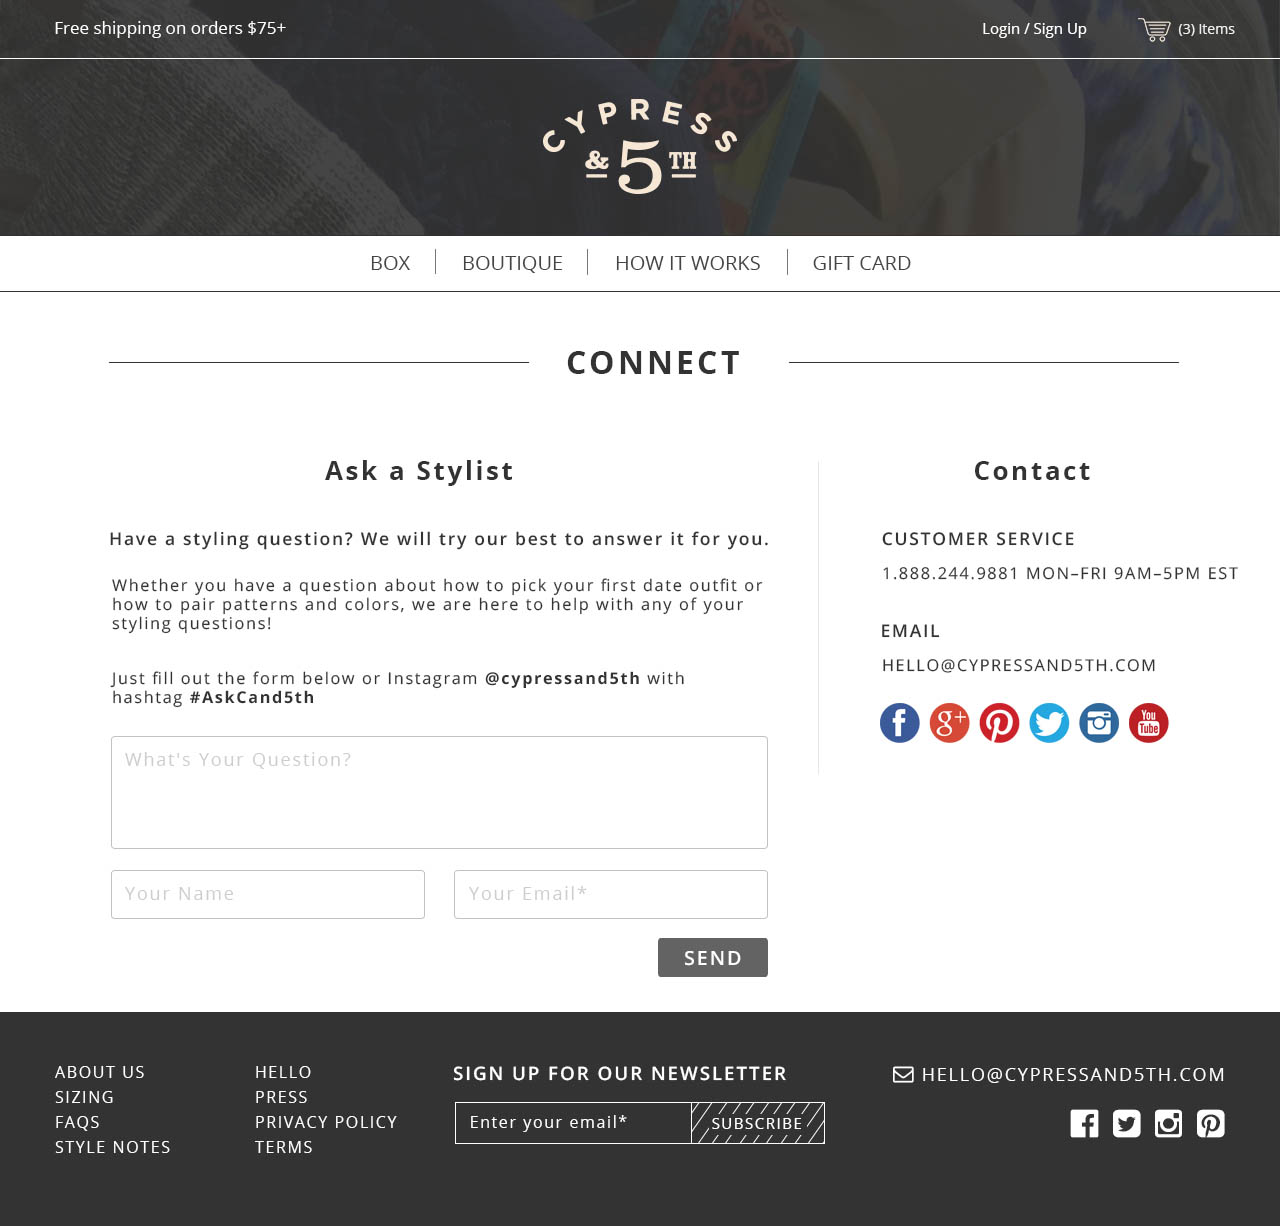 Free shipping on orders $75+
Login / Sign Up
(3) Items
CYPRESS
& 5TH
BOX
BOUTIQUE
HOW IT WORKS
GIFT CARD
CONNECT
Ask a Stylist
Have a styling question? We will try our best to answer it for you.
Whether you have a question about how to pick your first date outfit or
how to pair patterns and colors, we are here to help with any of your
styling questions!
Just fill out the form below or Instagram @cypressand5th with
hashtag #AskCand5th
What's Your Question?
Your Name
Your Email*
SEND
Contact
CUSTOMER SERVICE
1.888.244.9881 MON–FRI 9AM–5PM EST
EMAIL
HELLO@CYPRESSAND5TH.COM
You
Tube
ABOUT US
SIZING
FAQS
STYLE NOTES
HELLO
PRESS
PRIVACY POLICY
TERMS
SIGN UP FOR OUR NEWSLETTER
Enter your email*
SUBSCRIBE
HELLO@CYPRESSAND5TH.COM